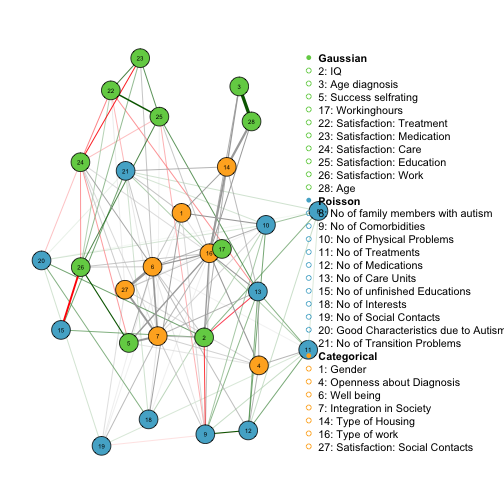 23
22
3
25
28
24
21
14
1
10
16
17
20
26
6
27
13
15
5
7
2
11
4
18
19
9
12
Gaussian
2: IQ
3: Age diagnosis
5: Success selfrating
17: Workinghours
22: Satisfaction: Treatment
23: Satisfaction: Medication
24: Satisfaction: Care
25: Satisfaction: Education
26: Satisfaction: Work
28: Age
Poisson
8: No of family members with autism
9: No of Comorbidities
10: No of Physical Problems
11: No of Treatments
12: No of Medications
13: No of Care Units
15: No of unfinished Educations
18: No of Interests
19: No of Social Contacts
20: Good Characteristics due to Autism
21: No of Transition Problems
Categorical
1: Gender
4: Openness about Diagnosis
6: Well being
7: Integration in Society
14: Type of Housing
16: Type of work
27: Satisfaction: Social Contacts